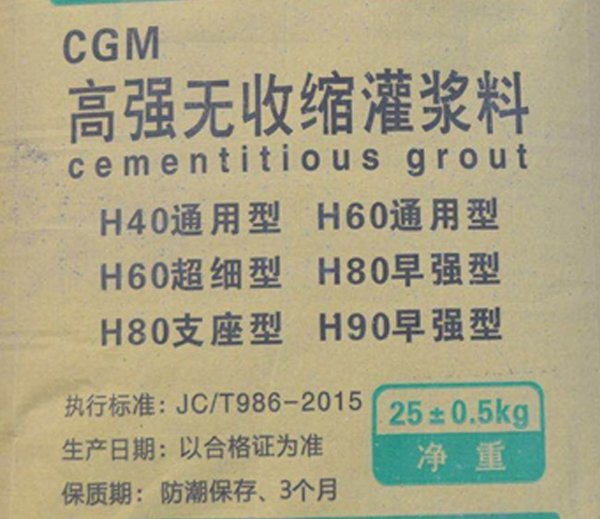 CGM
高强无收缩灌浆料
cementitious grout
H40通用型 H60通用型
H60超细型 H80早强型
H80支座型 H90早强型
执行标准：JC/T986-2015
生产日期：以合格证为准
保质期：防潮保存、3个月
25±0.5kg
净重